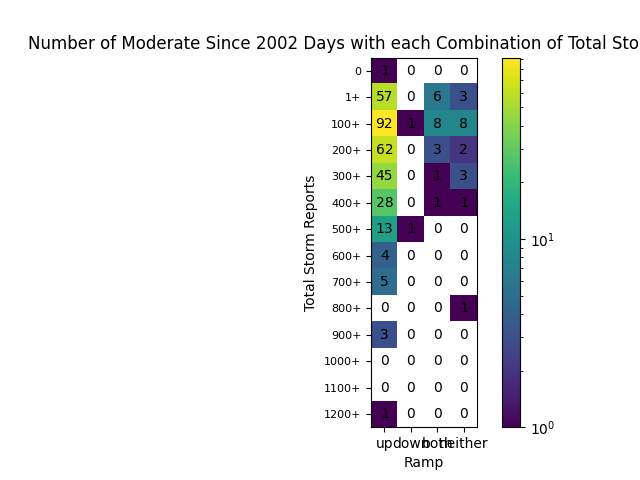 Number of Moderate Since 2002 Days with each Combination of Total Sto
0 1 0 0 0
1+ 57 0 6 3
100+ 92 1 8 8
200+ 62 0 3 2
300+ 45 0 1 3
400+ 28 0 1 1
500+ 13 1 0 0
600+ 4 0 0 0
700+ 5 0 0 0
800+ 0 0 0 1
900+ 3 0 0 0
1000+ 0 0 0 0
1100+ 0 0 0 0
1200+ 1 0 0 0
up down both neither
Ramp
Total Storm Reports
10¹
10⁰